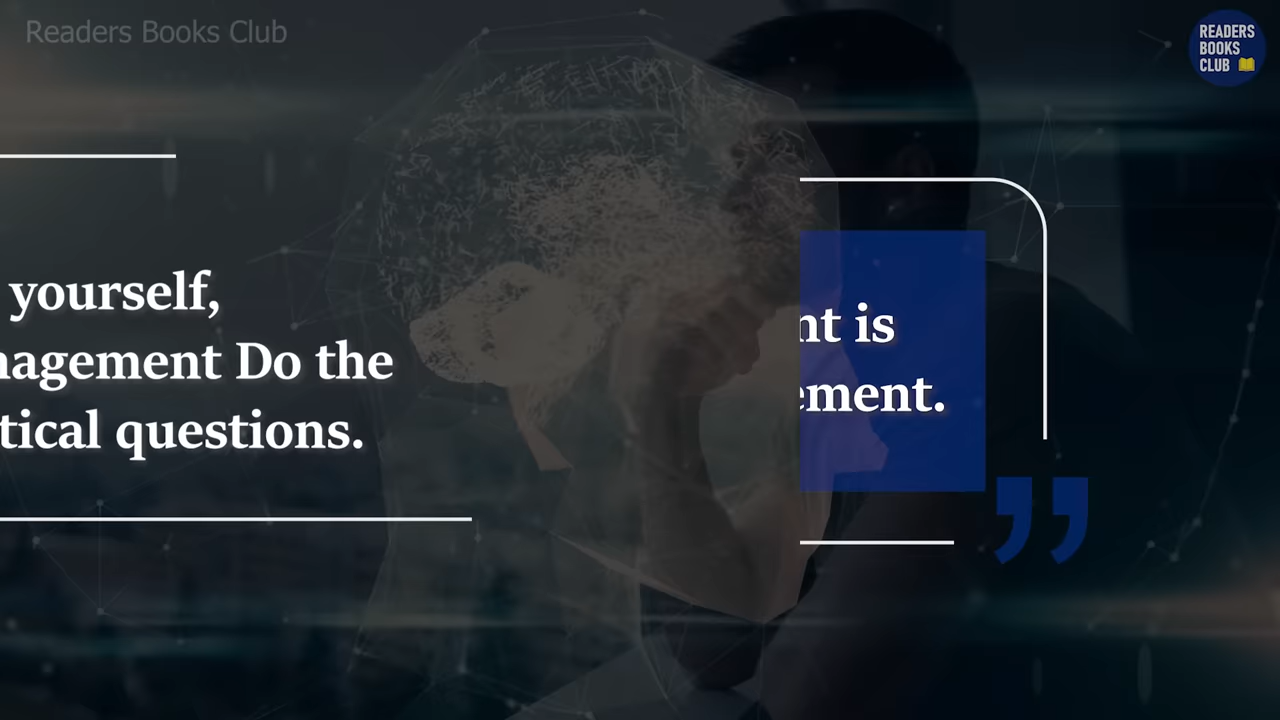 Readers Books Club
READERS
BOOKS
CLUB
yourself,
nagement Do the
tical questions.
nt is
ement.